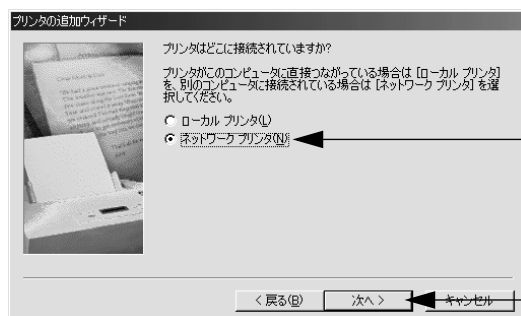 プリンタの追加ウィザード
プリンタはどこに接続されていますか?
プリンタがこのコンピュータに直接つながっている場合は [ローカル プリンタ]
を、別のコンピュータに接続されている場合は [ネットワーク プリンタ] を選
択してください。
ローカル プリンタ(L)
ネットワーク プリンタ(N)
< 戻る(B) 次へ > キャンセル